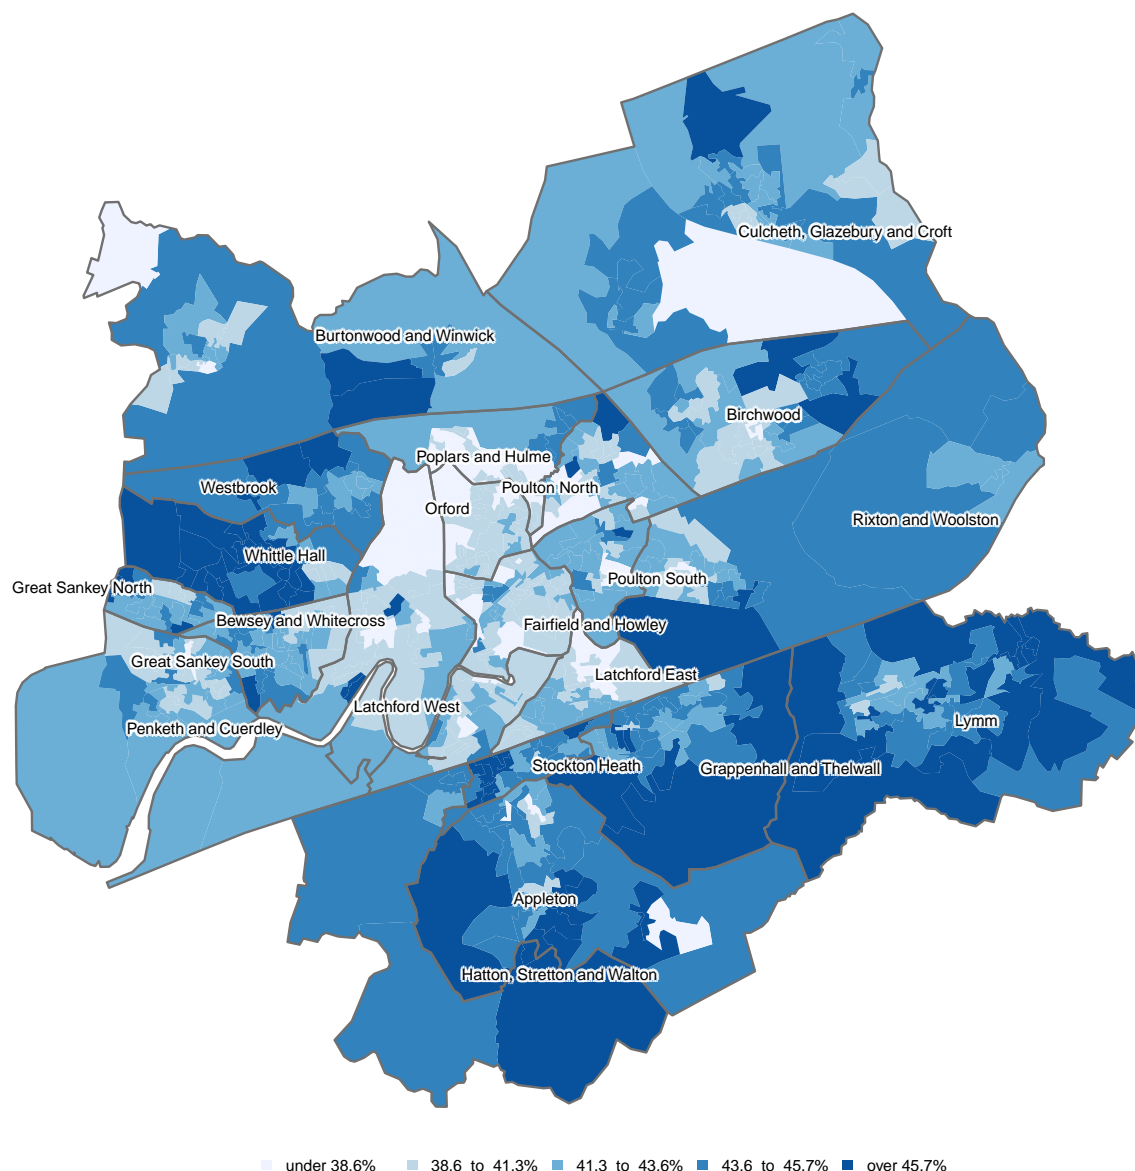 Culcheth, Glazebury and Croft
Burtonwood and Winwick
Birchwood
Poplars and Hulme
Westbrook
Poulton North
Orford
Rixton and Woolston
Whittle Hall
Great Sankey North
Poulton South
Bewsey and Whitecross
Fairfield and Howley
Great Sankey South
Latchford East
Latchford West
Lymm
Penketh and Cuerdley
Stockton Heath
Grappenhall and Thelwall
Appleton
Hatton, Stretton and Walton
under 38.6% 38.6 to 41.3% 41.3 to 43.6% 43.6 to 45.7% over 45.7%